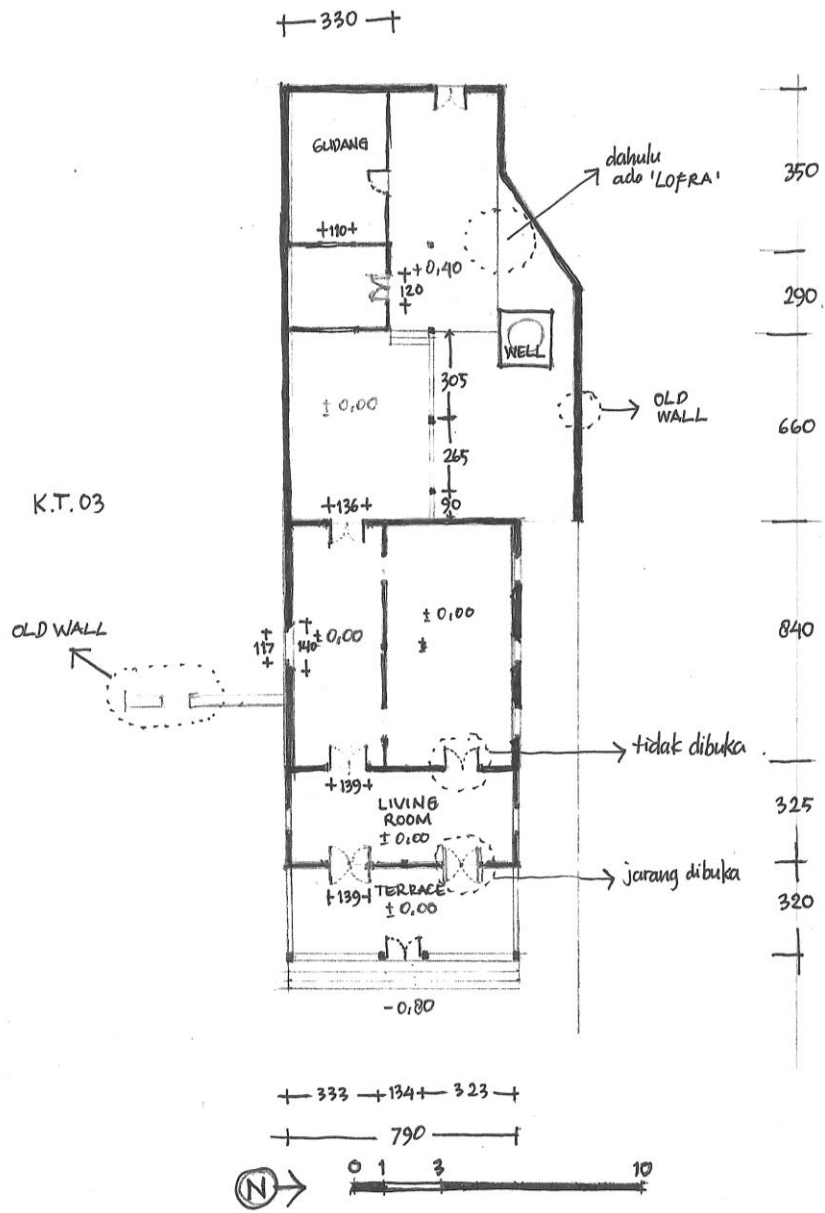 330
GUDANG
dahulu
ada 'LOFRA'
350
110
+0,40
120
290
WELL
305
± 0,00
OLD
WALL
265
660
K.T. 03
136
90
± 0,00
OLD WALL
117
140
± 0,00
840
tidak dibuka
139
LIVING
ROOM
± 0,00
325
jarang dibuka
139
TERRACE
± 0,00
320
-0,80
333 134 323
790
N
0 1 3 10